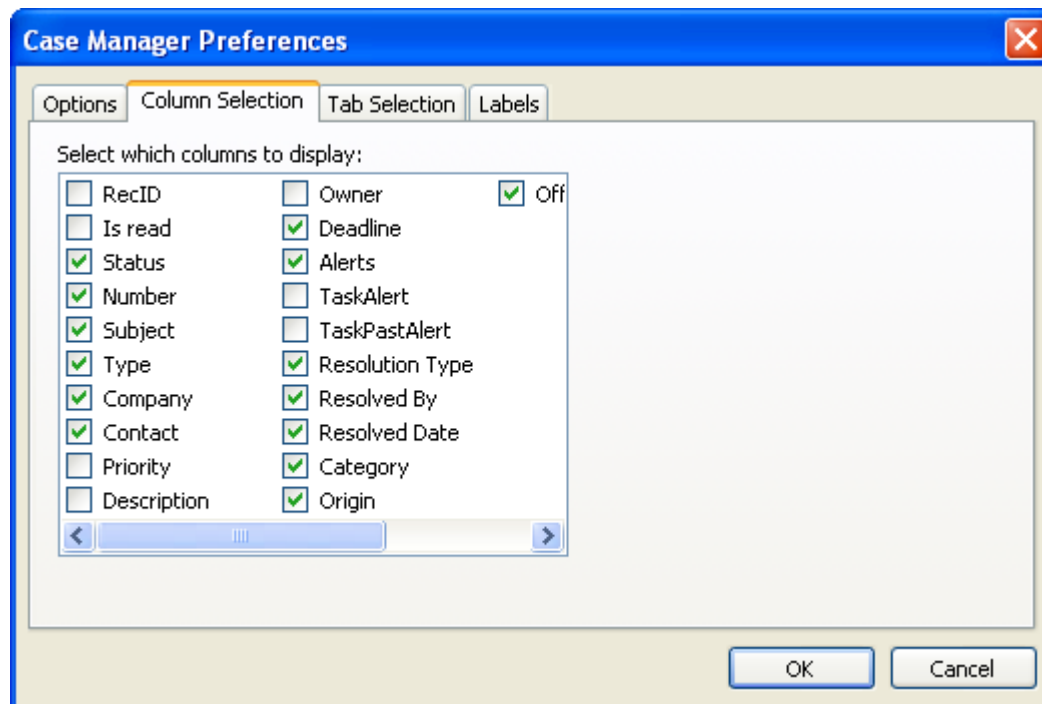 Case Manager Preferences
Options Column Selection Tab Selection Labels
Select which columns to display:
RecID Owner Off
Is read Deadline
Status Alerts
Number TaskAlert
Subject TaskPastAlert
Type Resolution Type
Company Resolved By
Contact Resolved Date
Priority Category
Description Origin
OK Cancel